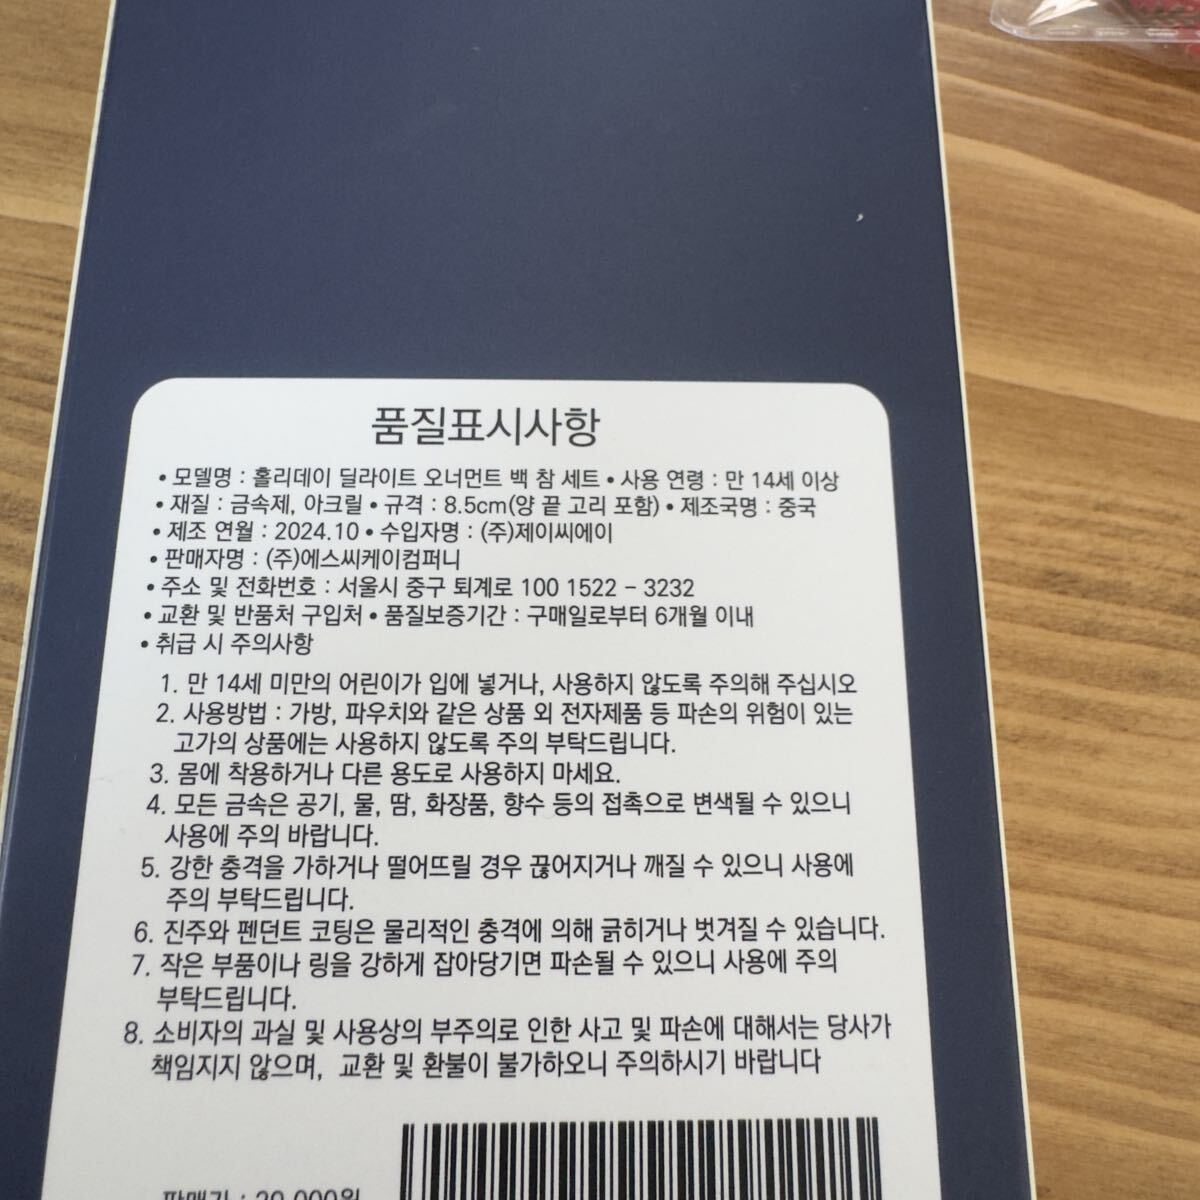 품질표시사항
• 모델명 : 홀리데이 딜라이트 오너먼트 백 참 세트 • 사용 연령 : 만 14세 이상
• 재질 : 금속제, 아크릴 • 규격 : 8.5cm(양 끝 고리 포함) • 제조국명 : 중국
• 제조 연월 : 2024.10 • 수입자명 : (주)제이씨에이
• 판매자명 : (주)에스씨케이컴퍼니
• 주소 및 전화번호 : 서울시 중구 퇴계로 100 1522 - 3232
• 교환 및 반품처 구입처 • 품질보증기간 : 구매일로부터 6개월 이내
• 취급 시 주의사항
1. 만 14세 미만의 어린이가 입에 넣거나, 사용하지 않도록 주의해 주십시오
2. 사용방법 : 가방, 파우치와 같은 상품 외 전자제품 등 파손의 위험이 있는
고가의 상품에는 사용하지 않도록 주의 부탁드립니다.
3. 몸에 착용하거나 다른 용도로 사용하지 마세요.
4. 모든 금속은 공기, 물, 땀, 화장품, 향수 등의 접촉으로 변색될 수 있으니
사용에 주의 바랍니다.
5. 강한 충격을 가하거나 떨어뜨릴 경우 끊어지거나 깨질 수 있으니 사용에
주의 부탁드립니다.
6. 진주와 펜던트 코팅은 물리적인 충격에 의해 긁히거나 벗겨질 수 있습니다.
7. 작은 부품이나 링을 강하게 잡아당기면 파손될 수 있으니 사용에 주의
부탁드립니다.
8. 소비자의 과실 및 사용상의 부주의로 인한 사고 및 파손에 대해서는 당사가
책임지지 않으며, 교환 및 환불이 불가하오니 주의하시기 바랍니다
판매가 :